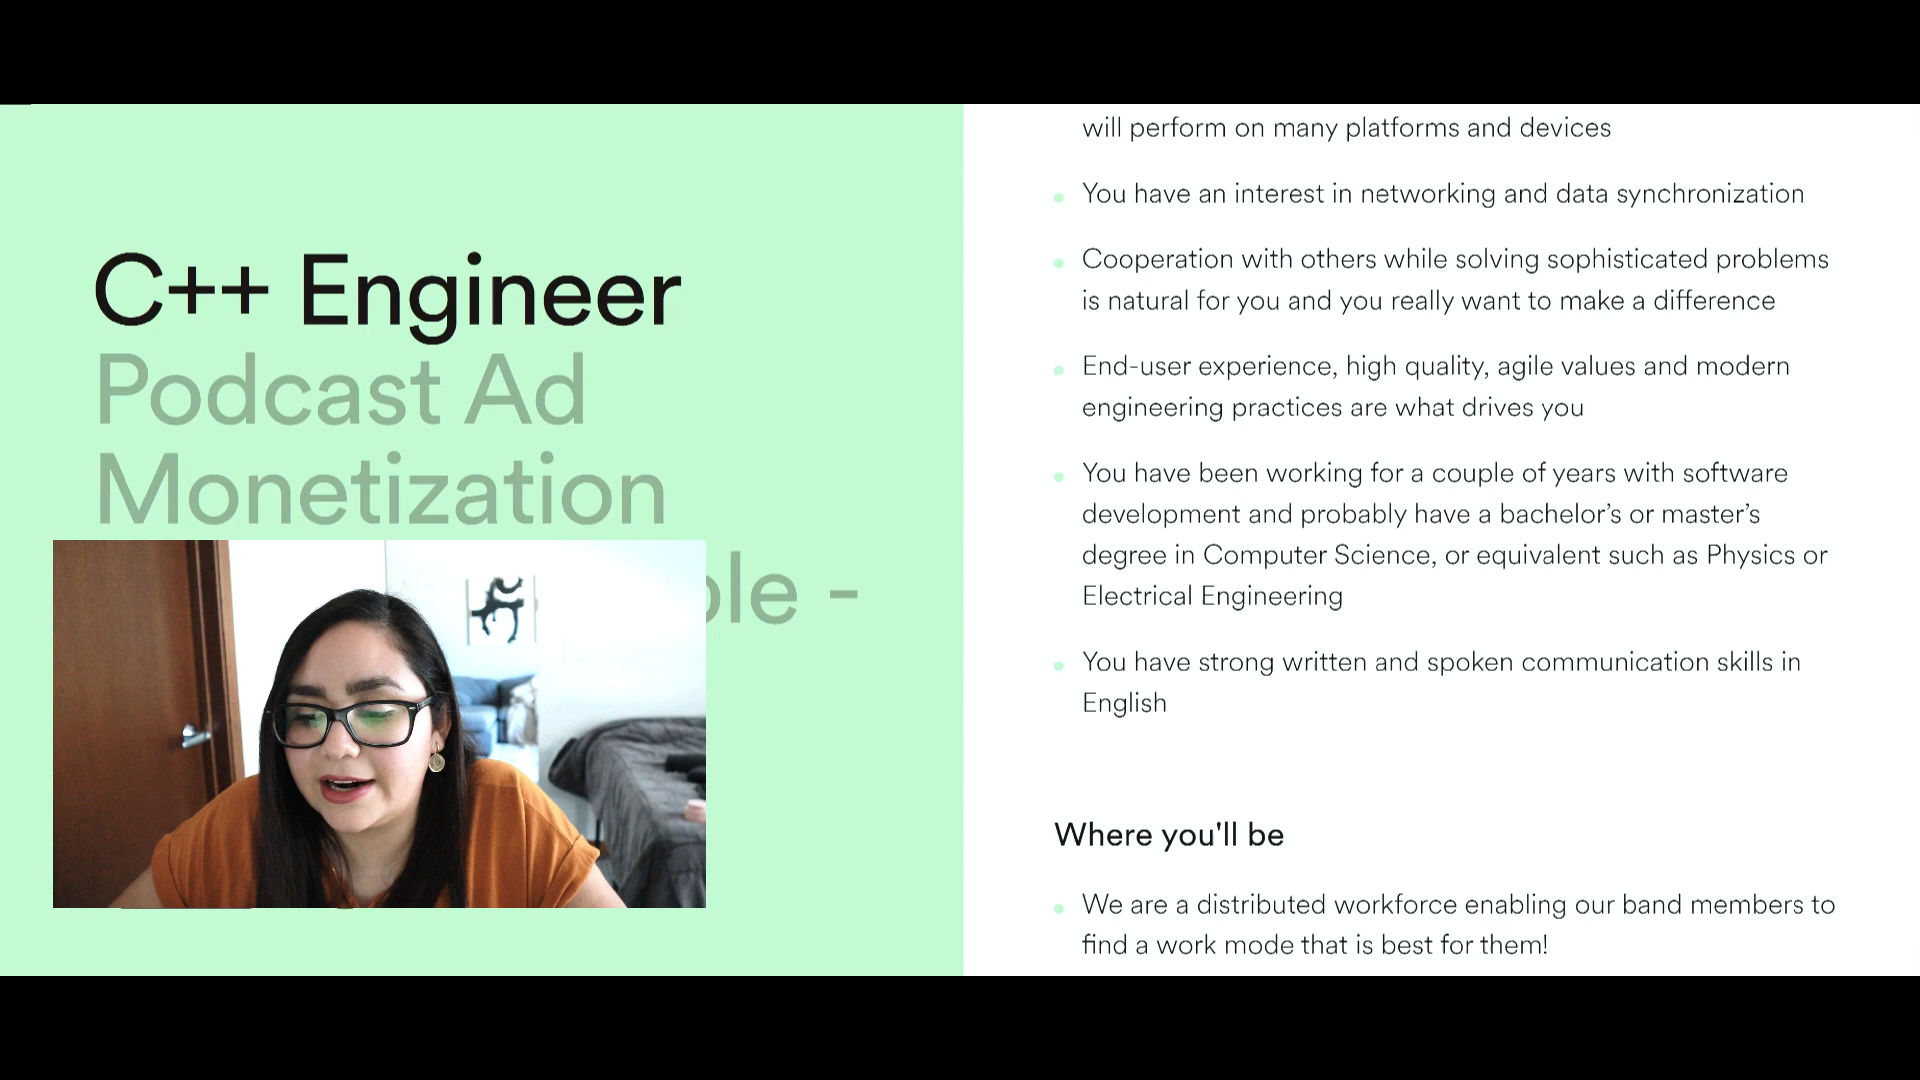 C++ Engineer
Podcast Ad
Monetization
-
will perform on many platforms and devices
You have an interest in networking and data synchronization
Cooperation with others while solving sophisticated problems
is natural for you and you really want to make a difference
End-user experience, high quality, agile values and modern
engineering practices are what drives you
You have been working for a couple of years with software
development and probably have a bachelor’s or master’s
degree in Computer Science, or equivalent such as Physics or
Electrical Engineering
You have strong written and spoken communication skills in
English
Where you'll be
We are a distributed workforce enabling our band members to
find a work mode that is best for them!